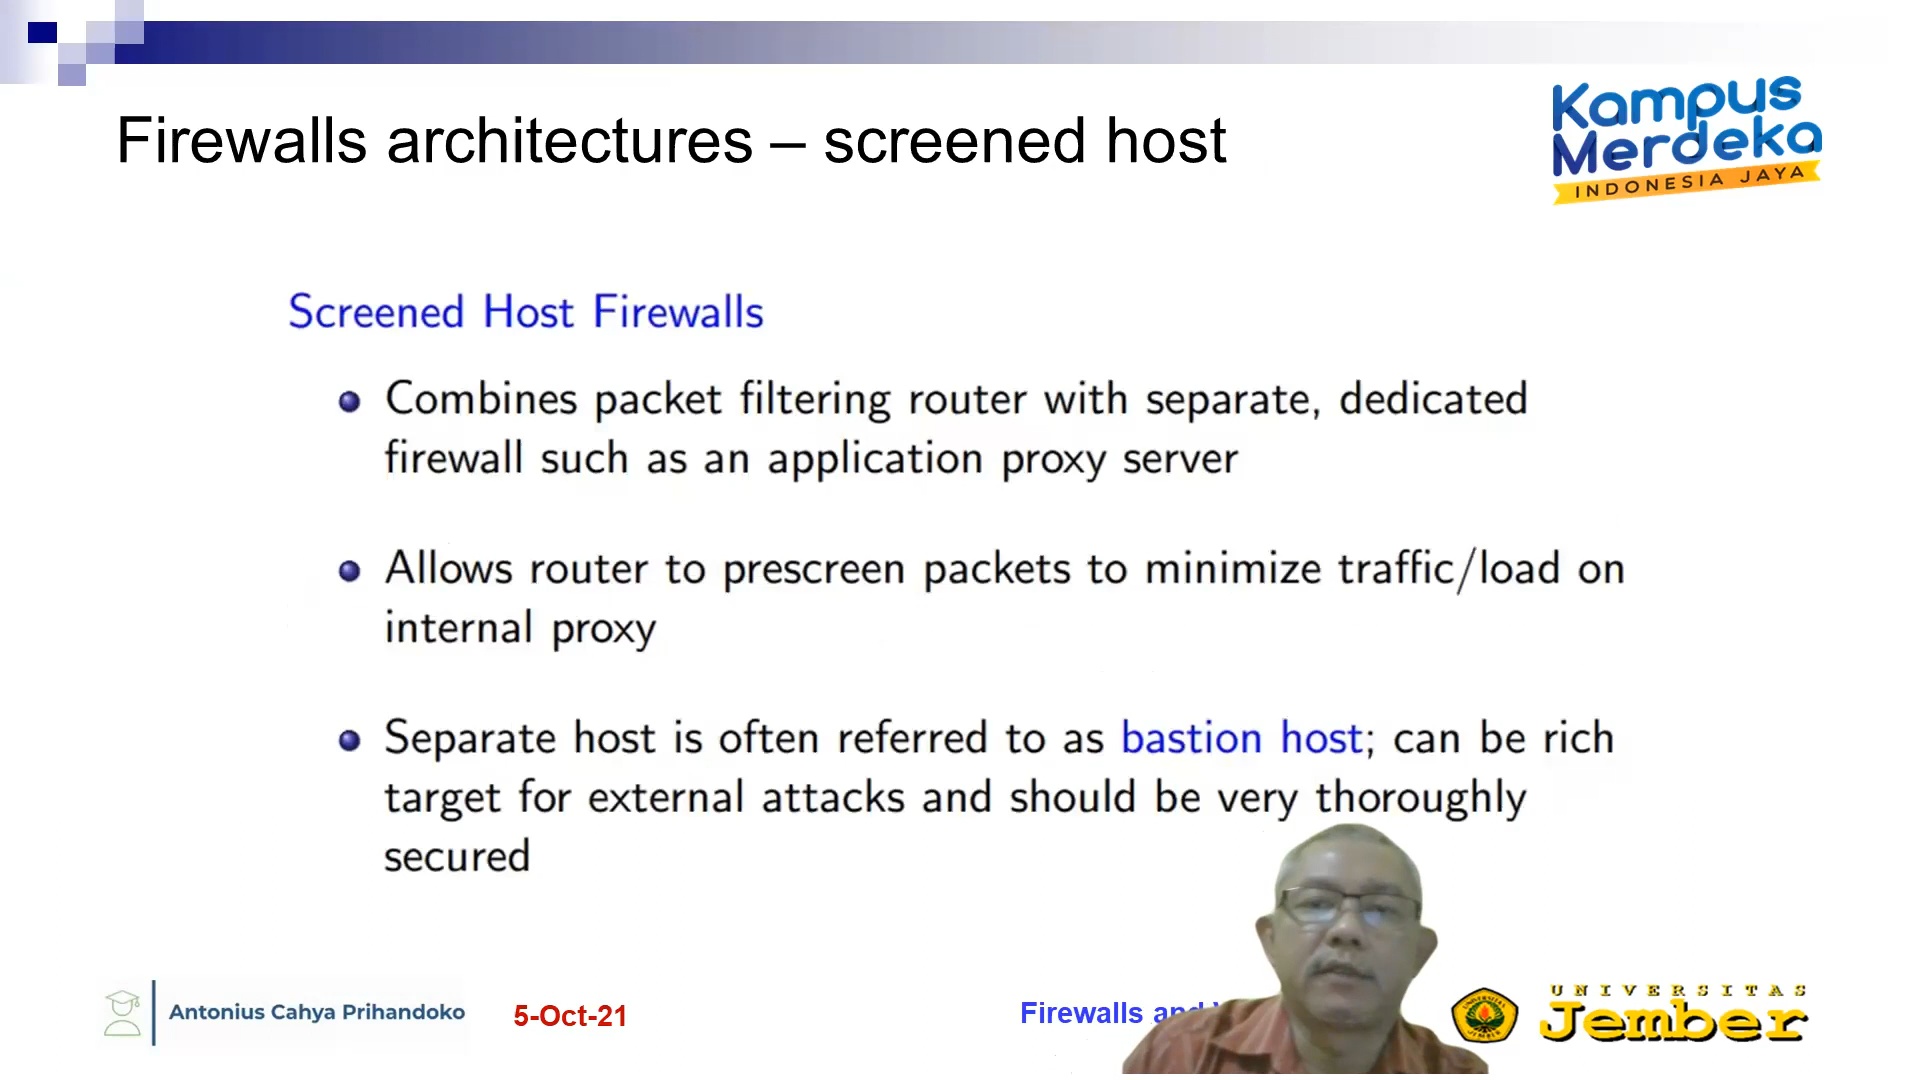 Firewalls architectures – screened host
Kampus
Merdeka
INDONESIA JAYA
Screened Host Firewalls
Combines packet filtering router with separate, dedicated
firewall such as an application proxy server
Allows router to prescreen packets to minimize traffic/load on
internal proxy
Separate host is often referred to as bastion host; can be rich
target for external attacks and should be very thoroughly
secured
Antonius Cahya Prihandoko
5-Oct-21
Firewalls and
UNIVERSITAS
Jember